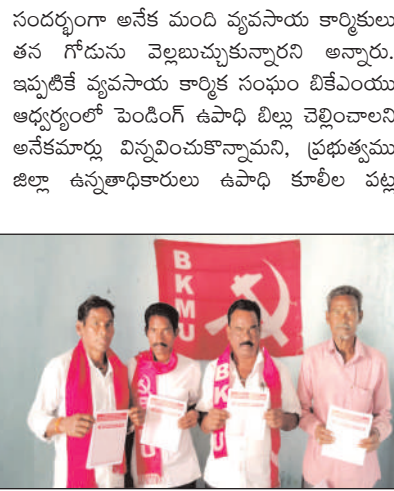 సందర్భంగా అనేక మంది వ్యవసాయ కార్మికులు
తన గోడును వెల్లబుచ్చుకున్నారని అన్నారు.
ఇప్పటికే వ్యవసాయ కార్మిక సంఘం బికేఎంయు
ఆధ్వర్యంలో పెండింగ్ ఉపాధి బిల్లు చెల్లించాలని
అనేకమార్లు విన్నవించుకొన్నామని, ప్రభుత్వము
జిల్లా ఉన్నతాధికారులు ఉపాధి కూలీల పట్ల
BKMU
BKU